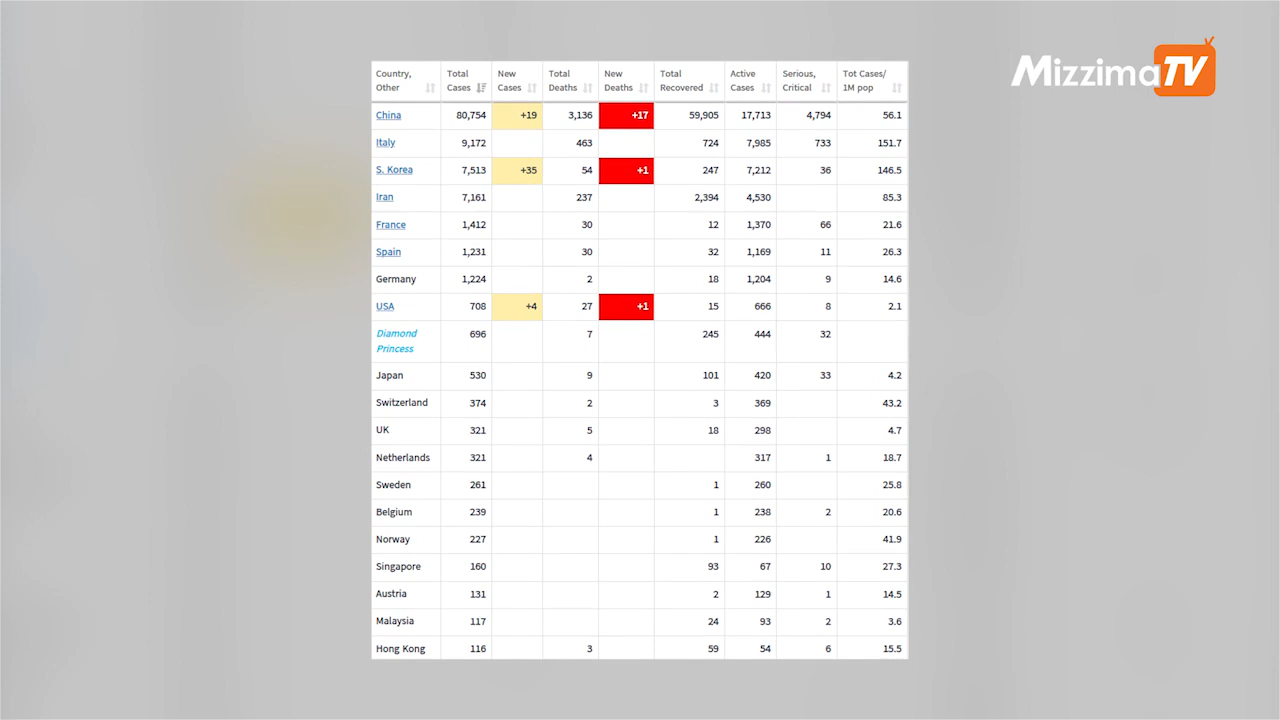 MizzimaTV
Country, Other Total Cases New Cases Total Deaths New Deaths Total Recovered Active Cases Serious, Critical Tot Cases/ 1M pop
China 80,754 +19 3,136 +17 59,905 17,713 4,794 56.1
Italy 9,172 463 724 7,985 733 151.7
S. Korea 7,513 +35 54 +1 247 7,212 36 146.5
Iran 7,161 237 2,394 4,530 85.3
France 1,412 30 12 1,370 66 21.6
Spain 1,231 30 32 1,169 11 26.3
Germany 1,224 2 18 1,204 9 14.6
USA 708 +4 27 +1 15 666 8 2.1
Diamond Princess 696 7 245 444 32
Japan 530 9 101 420 33 4.2
Switzerland 374 2 3 369 43.2
UK 321 5 18 298 4.7
Netherlands 321 4 317 1 18.7
Sweden 261 1 260 25.8
Belgium 239 1 238 2 20.6
Norway 227 1 226 41.9
Singapore 160 93 67 10 27.3
Austria 131 2 129 1 14.5
Malaysia 117 24 93 2 3.6
Hong Kong 116 3 59 54 6 15.5